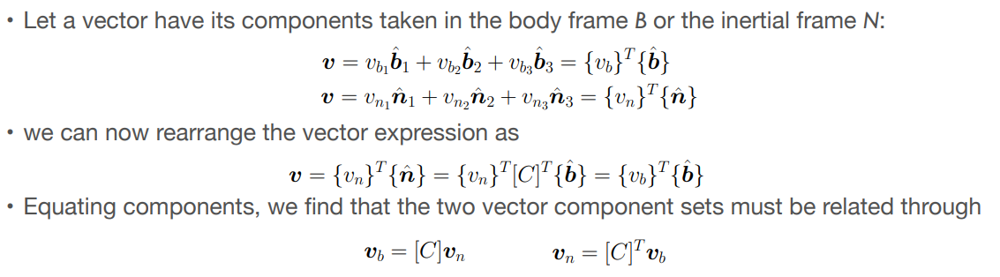 • Let a vector have its components taken in the body frame B or the inertial frame N:
$\boldsymbol{v} = v_{b_1}\hat{\boldsymbol{b}}_1 + v_{b_2}\hat{\boldsymbol{b}}_2 + v_{b_3}\hat{\boldsymbol{b}}_3 = \{v_b\}^T\{\hat{\boldsymbol{b}}\}$
$\boldsymbol{v} = v_{n_1}\hat{\boldsymbol{n}}_1 + v_{n_2}\hat{\boldsymbol{n}}_2 + v_{n_3}\hat{\boldsymbol{n}}_3 = \{v_n\}^T\{\hat{\boldsymbol{n}}\}$
• we can now rearrange the vector expression as
$\boldsymbol{v} = \{v_n\}^T\{\hat{\boldsymbol{n}}\} = \{v_n\}^T[C]^T\{\hat{\boldsymbol{b}}\} = \{v_b\}^T\{\hat{\boldsymbol{b}}\}$
• Equating components, we find that the two vector component sets must be related through
$\boldsymbol{v}_b = [C]\boldsymbol{v}_n \qquad \boldsymbol{v}_n = [C]^T\boldsymbol{v}_b$